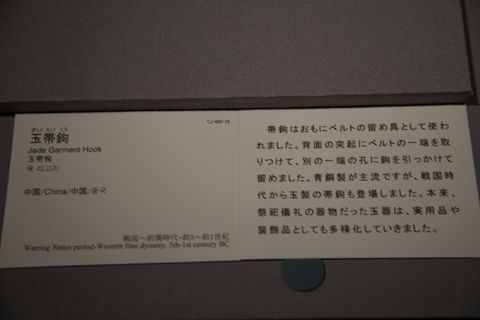 TJ-692-24
ぎょく たい こう
玉帯鉤
Jade Garment Hook
玉帯钩
옥 띠고리
中国/China/中国/중국
戦国～前漢時代・前5～前1世紀
Warring States period-Western Han dynasty, 5th-1st century BC
帯鉤はおもにベルトの留め具として使わ
れました。背面の突起にベルトの一端を取
りつけて、別の一端の孔に鉤を引っかけて
留めました。青銅製が主流ですが、戦国時
代から玉製の帯鉤も登場しました。本来、
祭祀儀礼の器物だった玉器は、実用品や
装飾品としても多様化していきました。